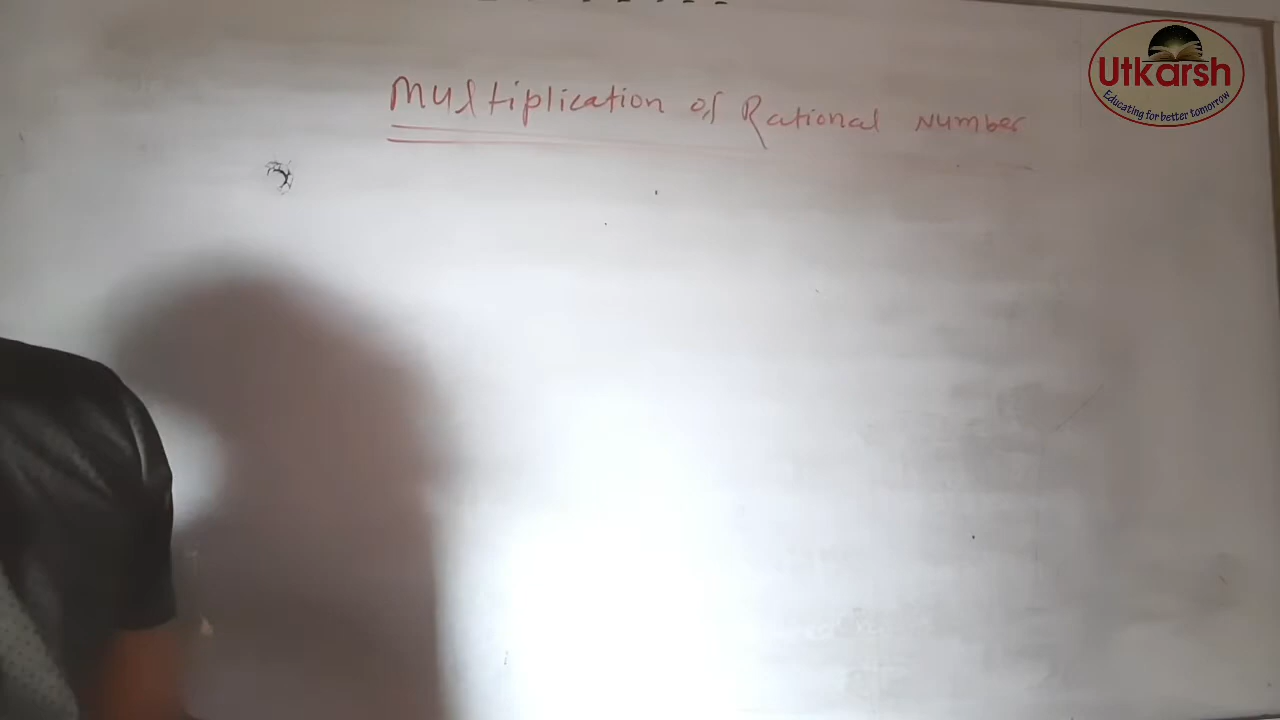 Multiplication of Rational Number
Utkarsh
Educating for better tomorrow